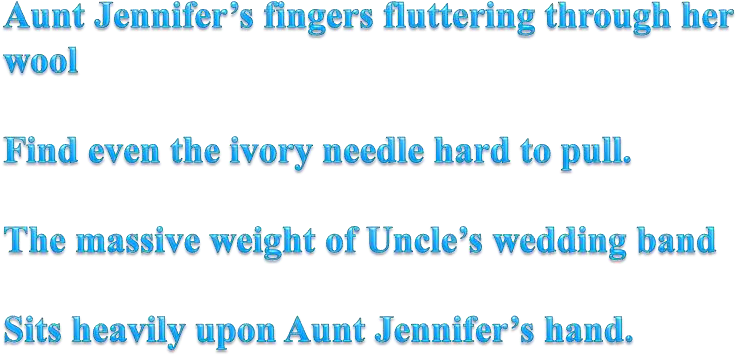 Aunt Jennifer’s fingers fluttering through her
wool
Find even the ivory needle hard to pull.
The massive weight of Uncle’s wedding band
Sits heavily upon Aunt Jennifer’s hand.